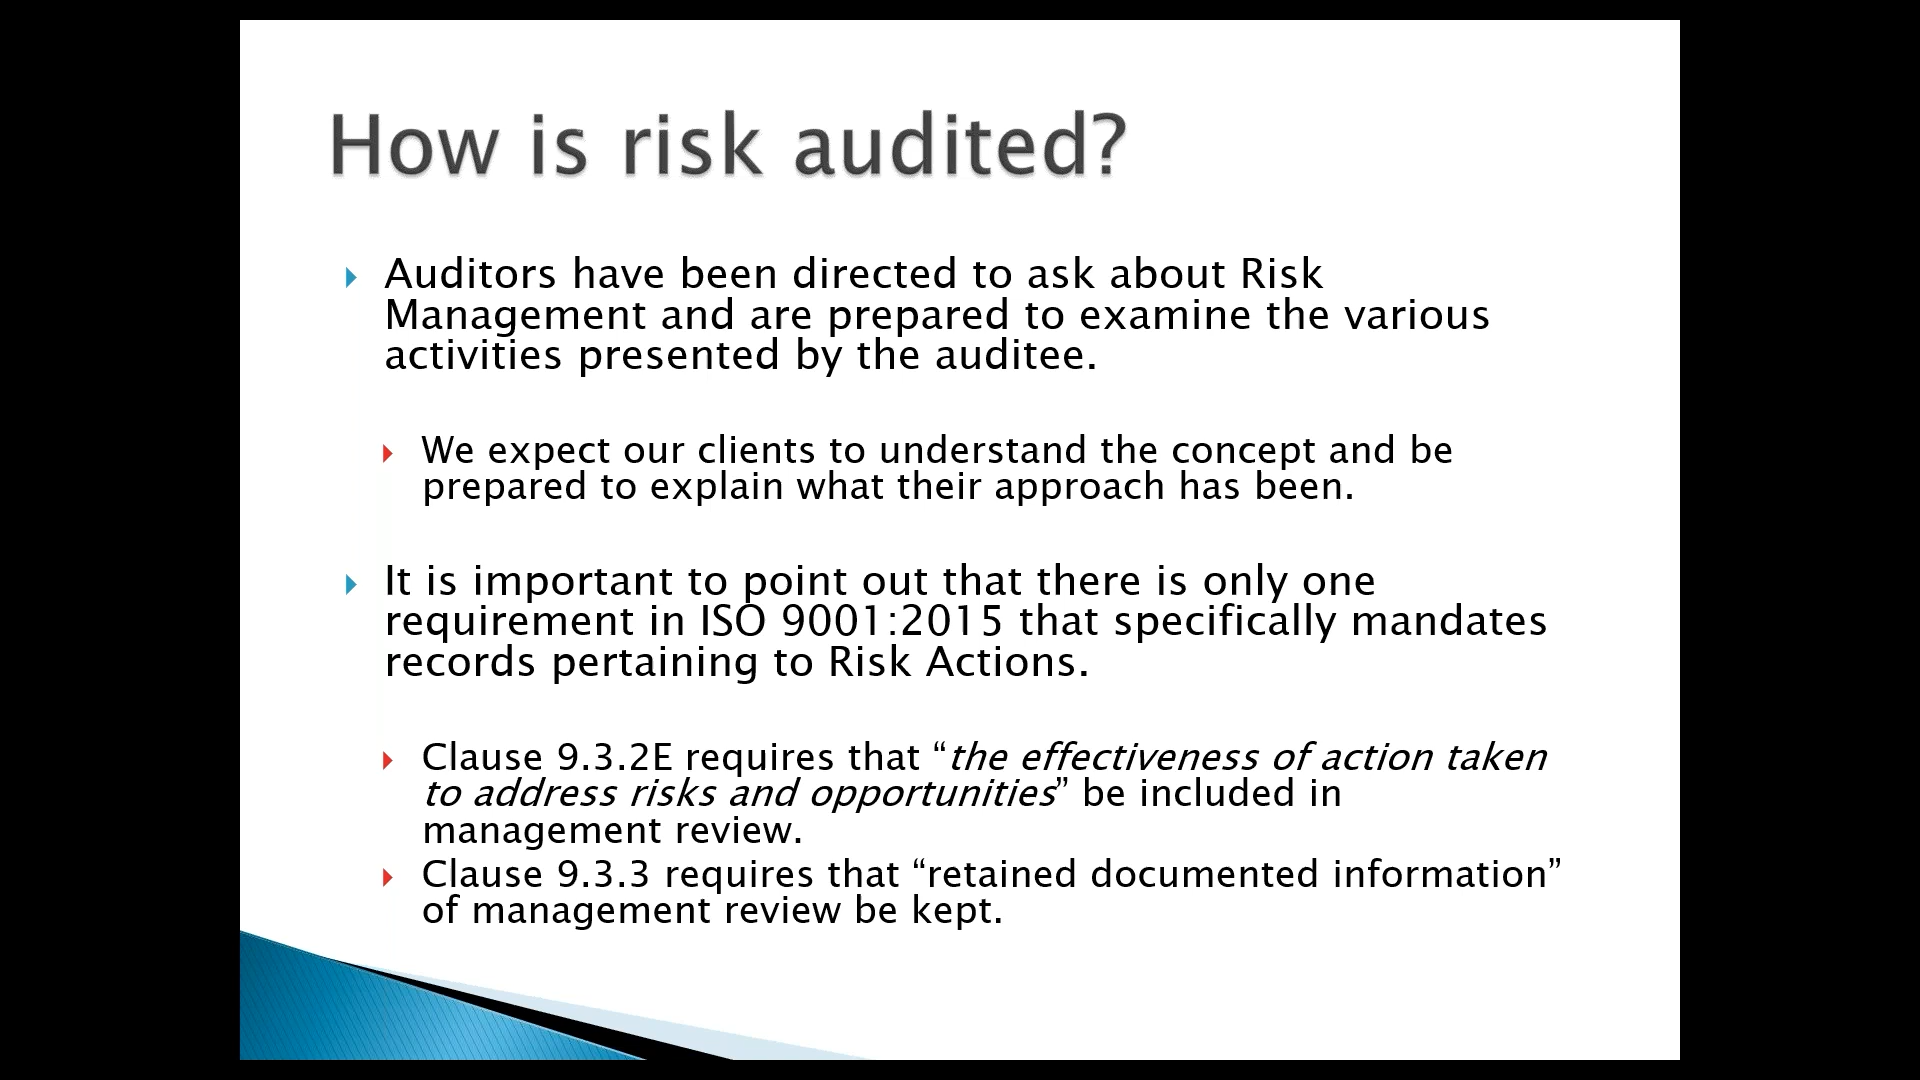 How is risk audited?
Auditors have been directed to ask about Risk
Management and are prepared to examine the various
activities presented by the auditee.
We expect our clients to understand the concept and be
prepared to explain what their approach has been.
It is important to point out that there is only one
requirement in ISO 9001:2015 that specifically mandates
records pertaining to Risk Actions.
Clause 9.3.2E requires that “the effectiveness of action taken
to address risks and opportunities” be included in
management review.
Clause 9.3.3 requires that “retained documented information”
of management review be kept.